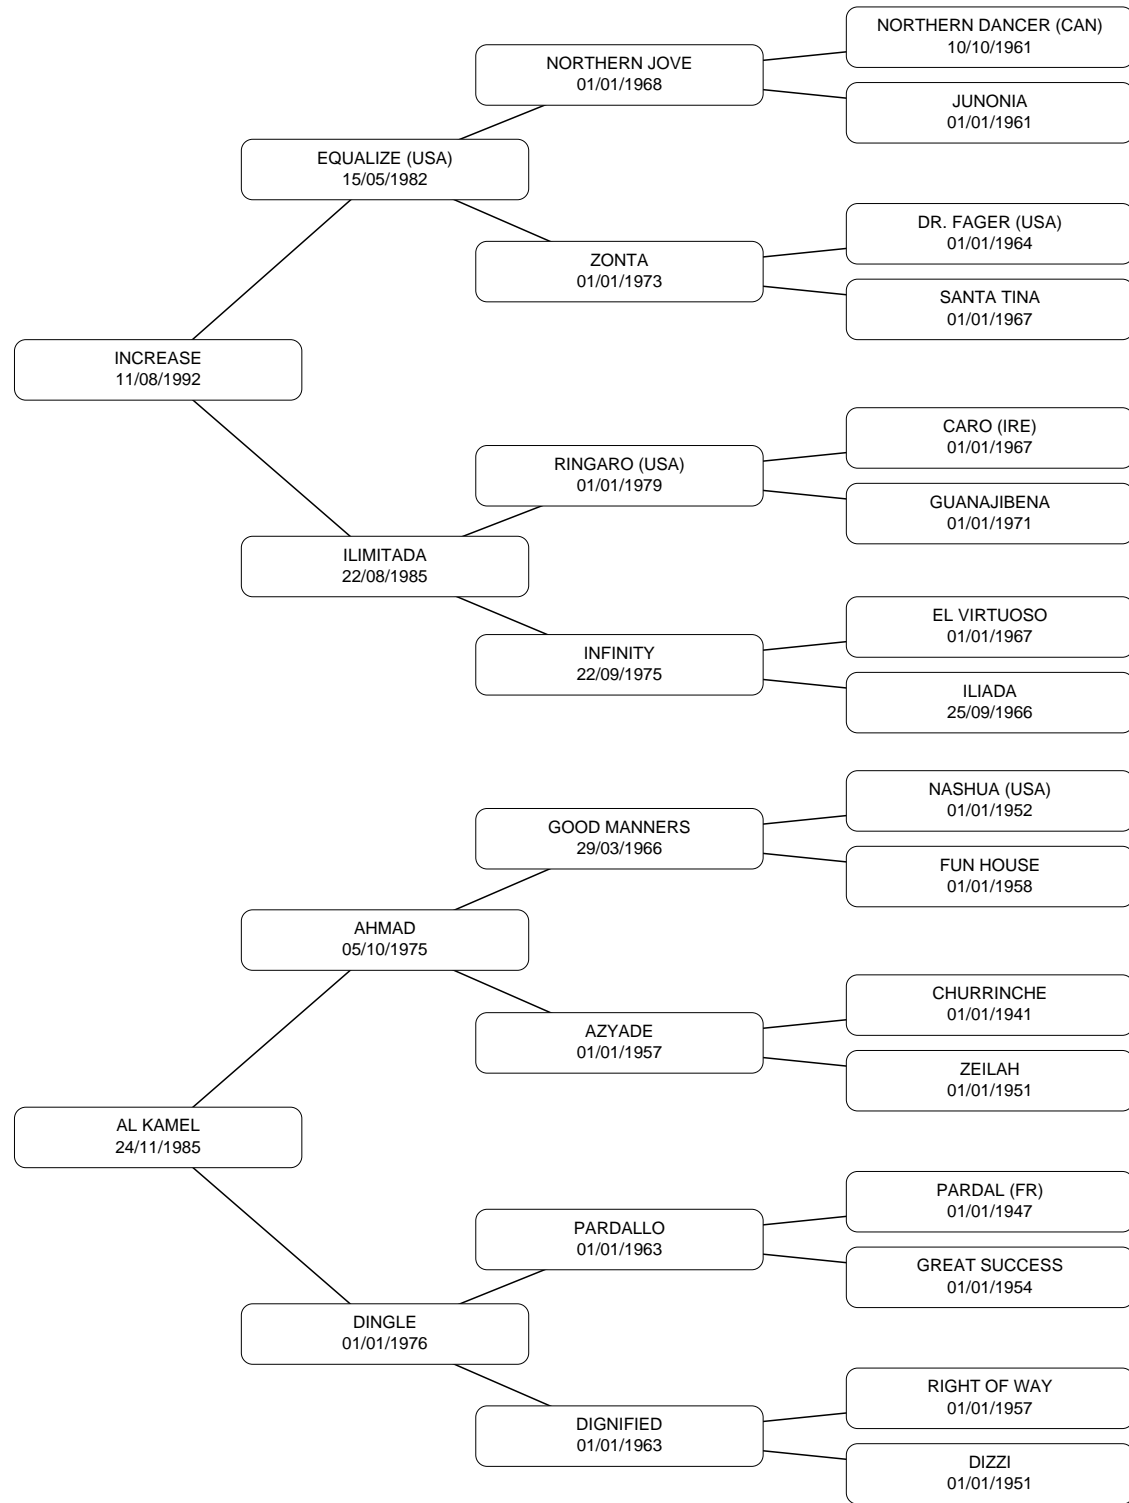 NORTHERN DANCER (CAN)
10/10/1961
NORTHERN JOVE
01/01/1968
JUNONIA
01/01/1961
EQUALIZE (USA)
15/05/1982
DR. FAGER (USA)
01/01/1964
ZONTA
01/01/1973
SANTA TINA
01/01/1967
INCREASE
11/08/1992
CARO (IRE)
01/01/1967
RINGARO (USA)
01/01/1979
GUANAJIBENA
01/01/1971
ILIMITADA
22/08/1985
EL VIRTUOSO
01/01/1967
INFINITY
22/09/1975
ILIADA
25/09/1966
NASHUA (USA)
01/01/1952
GOOD MANNERS
29/03/1966
FUN HOUSE
01/01/1958
AHMAD
05/10/1975
CHURRINCHE
01/01/1941
AZYADE
01/01/1957
ZEILAH
01/01/1951
AL KAMEL
24/11/1985
PARDAL (FR)
01/01/1947
PARDALLO
01/01/1963
GREAT SUCCESS
01/01/1954
DINGLE
01/01/1976
RIGHT OF WAY
01/01/1957
DIGNIFIED
01/01/1963
DIZZI
01/01/1951